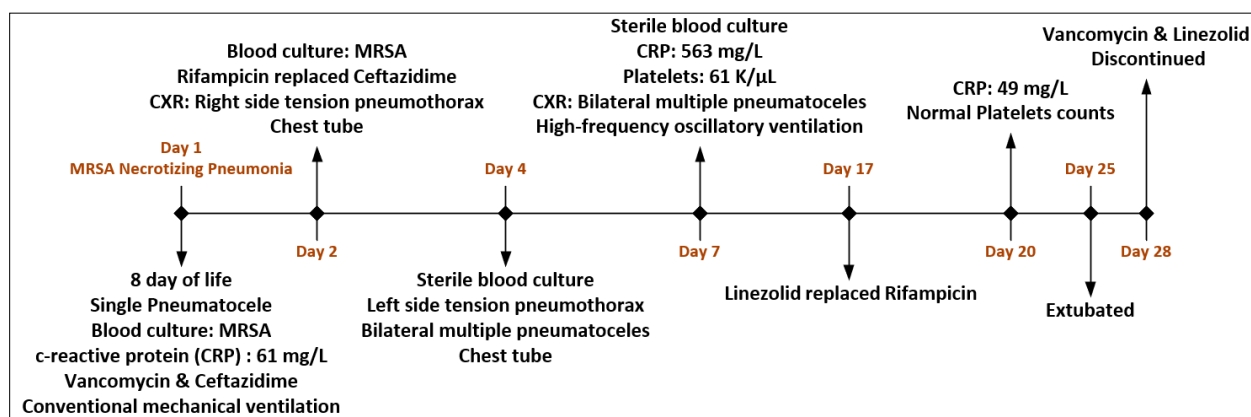 Day 1
MRSA Necrotizing Pneumonia
8 day of life
Single Pneumatocele
Blood culture: MRSA
c-reactive protein (CRP) : 61 mg/L
Vancomycin & Ceftazidime
Conventional mechanical ventilation
Blood culture: MRSA
Rifampicin replaced Ceftazidime
CXR: Right side tension pneumothorax
Chest tube
Day 2
Day 4
Sterile blood culture
Left side tension pneumothorax
Bilateral multiple pneumatoceles
Chest tube
Sterile blood culture
CRP: 563 mg/L
Platelets: 61 K/µL
CXR: Bilateral multiple pneumatoceles
High-frequency oscillatory ventilation
Day 7
Day 17
Linezolid replaced Rifampicin
CRP: 49 mg/L
Normal Platelets counts
Day 20
Day 25
Extubated
Vancomycin & Linezolid
Discontinued
Day 28